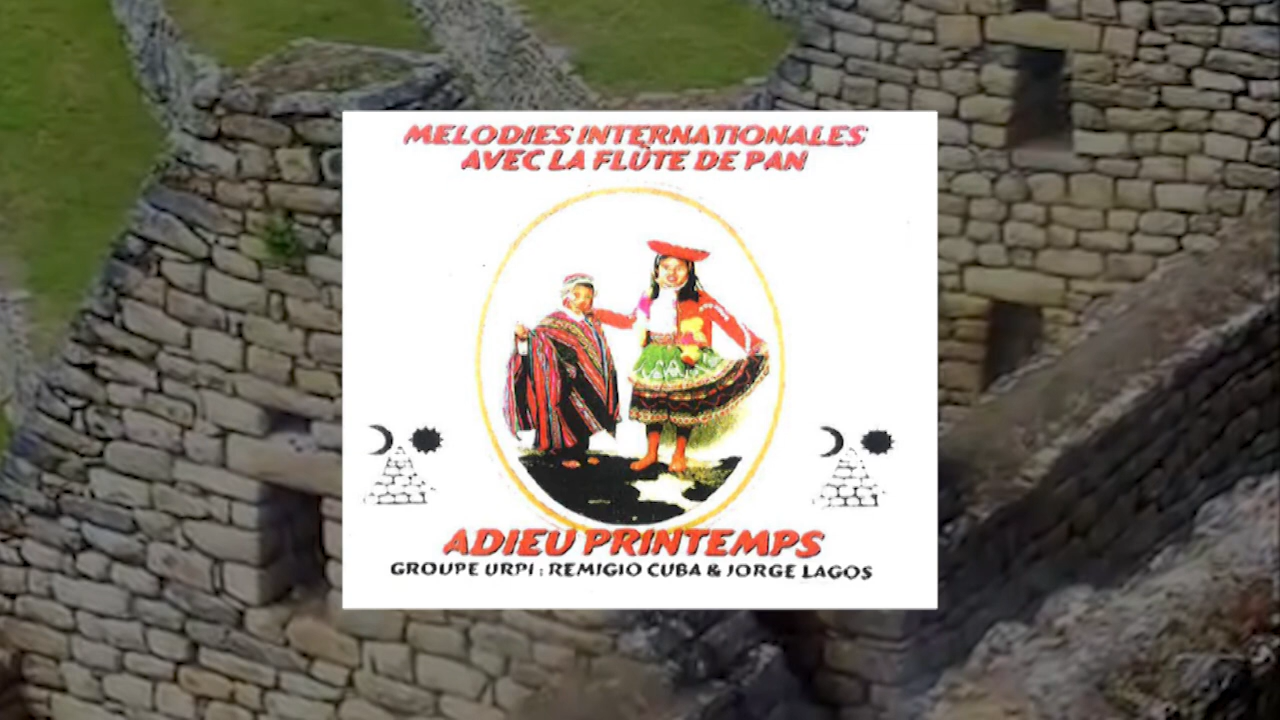 MELODIES INTERNATIONALES
AVEC LA FLÛTE DE PAN
ADIEU PRINTEMPS
GROUPE URPI : REMIGIO CUBA & JORGE LAGOS